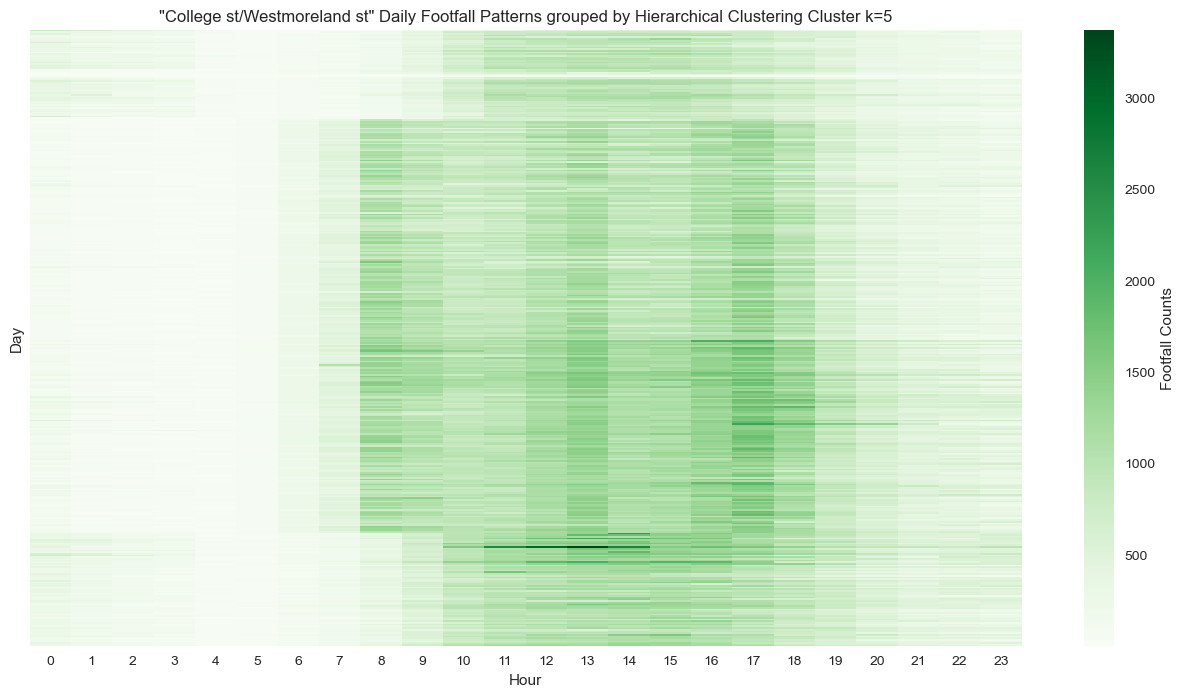 "College st/Westmoreland st" Daily Footfall Patterns grouped by Hierarchical Clustering Cluster k=5
Day
0 1 2 3 4 5 6 7 8 9 10 11 12 13 14 15 16 17 18 19 20 21 22 23
Hour
3000
2500
2000
1500
1000
500
Footfall Counts